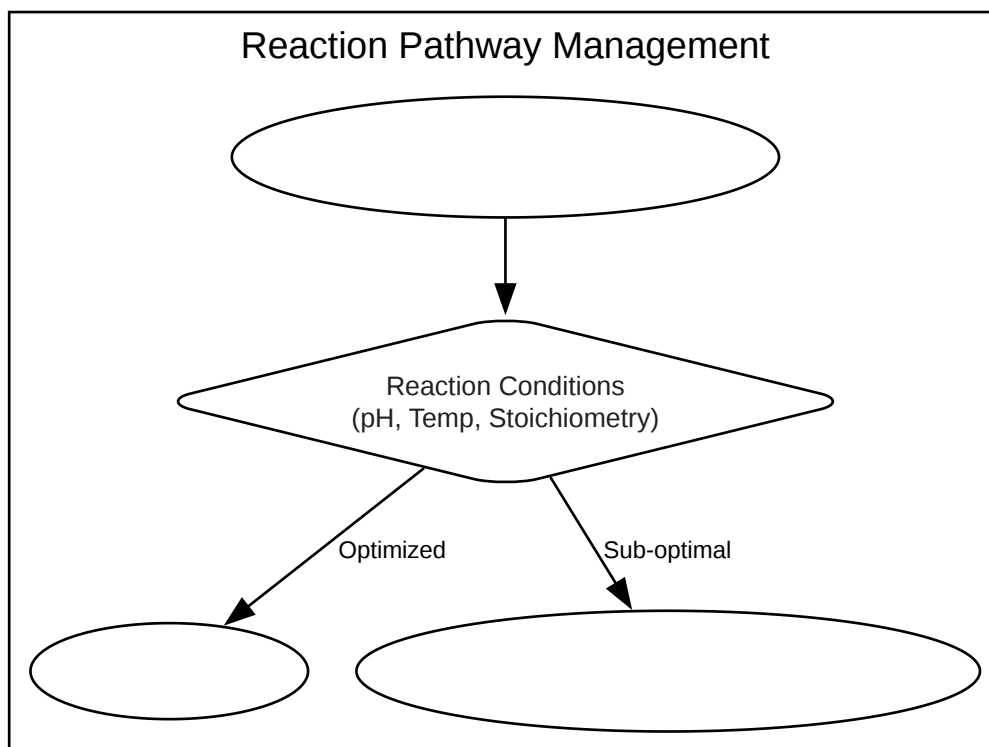 Reaction Pathway Management
Reaction Conditions
(pH, Temp, Stoichiometry)
Optimized
Sub-optimal